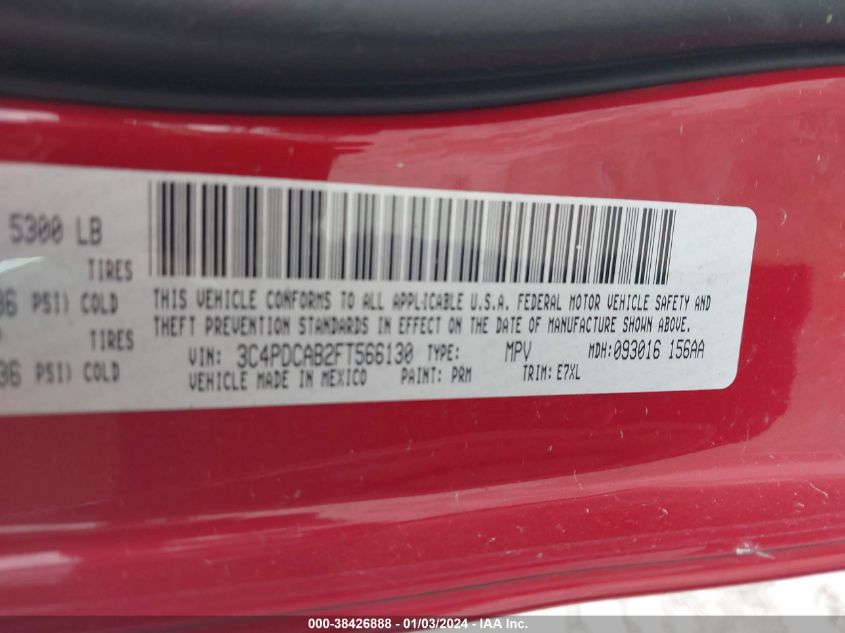 5300 LB
TIRES
PSI) COLD
TIRES
36 PSI) COLD
THIS VEHICLE CONFORMS TO ALL APPLICABLE U.S.A. FEDERAL MOTOR VEHICLE SAFETY AND
THEFT PREVENTION STANDARDS IN EFFECT ON THE DATE OF MANUFACTURE SHOWN ABOVE.
VIN: 3C4PDCAB2FT566130 TYPE: MPV MDH:093016 156AA
VEHICLE MADE IN MEXICO PAINT: PRM TRIM: E7XL
000-38426888 - 01/03/2024 - IAA Inc.